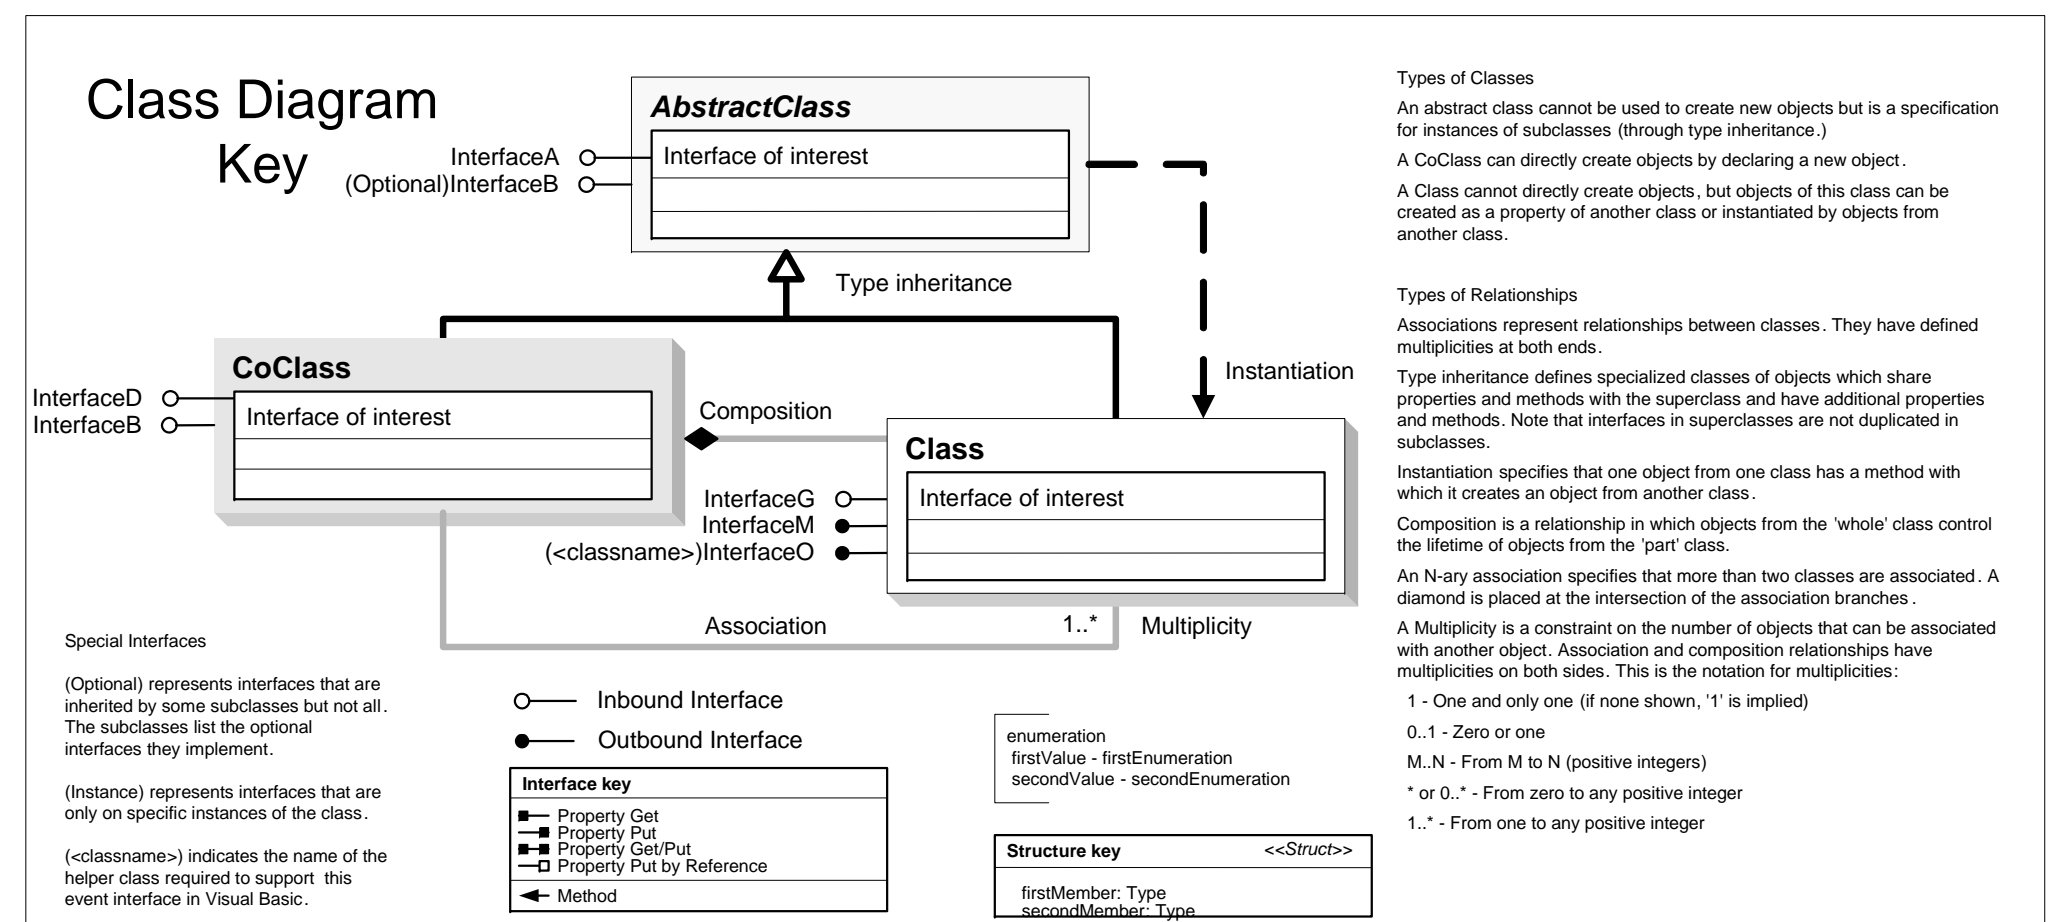 Class Diagram
Key
AbstractClass
Interface of interest
InterfaceA
(Optional)InterfaceB
Type inheritance
CoClass
Interface of interest
InterfaceD
InterfaceB
Composition
Instantiation
Class
Interface of interest
InterfaceG
InterfaceM
(<classname>)InterfaceO
Association
1..*
Multiplicity
Special Interfaces
(Optional) represents interfaces that are
inherited by some subclasses but not all.
The subclasses list the optional
interfaces they implement.
(Instance) represents interfaces that are
only on specific instances of the class.
(<classname>) indicates the name of the
helper class required to support this
event interface in Visual Basic.
Inbound Interface
Outbound Interface
Interface key
Property Get
Property Put
Property Get/Put
Property Put by Reference
Method
enumeration
firstValue - firstEnumeration
secondValue - secondEnumeration
Structure key <<Struct>>
firstMember: Type
secondMember: Type
Types of Classes
An abstract class cannot be used to create new objects but is a specification
for instances of subclasses (through type inheritance.)
A CoClass can directly create objects by declaring a new object.
A Class cannot directly create objects, but objects of this class can be
created as a property of another class or instantiated by objects from
another class.
Types of Relationships
Associations represent relationships between classes. They have defined
multiplicities at both ends.
Type inheritance defines specialized classes of objects which share
properties and methods with the superclass and have additional properties
and methods. Note that interfaces in superclasses are not duplicated in
subclasses.
Instantiation specifies that one object from one class has a method with
which it creates an object from another class.
Composition is a relationship in which objects from the 'whole' class control
the lifetime of objects from the 'part' class.
An N-ary association specifies that more than two classes are associated. A
diamond is placed at the intersection of the association branches.
A Multiplicity is a constraint on the number of objects that can be associated
with another object. Association and composition relationships have
multiplicities on both sides. This is the notation for multiplicities:
1 - One and only one (if none shown, '1' is implied)
0..1 - Zero or one
M..N - From M to N (positive integers)
* or 0..* - From zero to any positive integer
1..* - From one to any positive integer